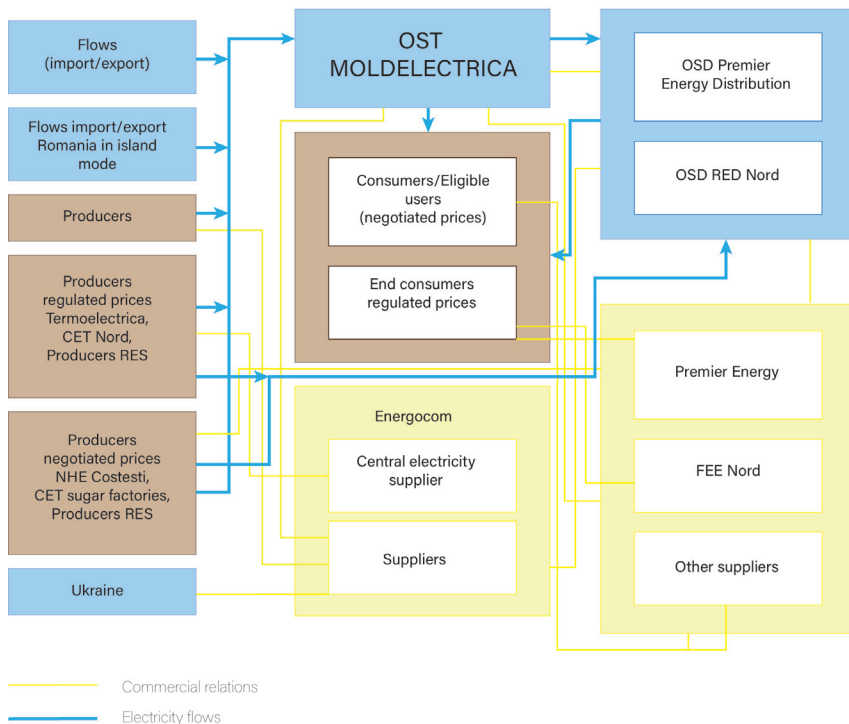 Flows
(import/export)
Flows import/export
Romania in island
mode
Producers
Producers
regulated prices
Termoelectrica,
CET Nord,
Producers RES
Producers
negotiated prices
NHE Costesti,
CET sugar factories,
Producers RES
Ukraine
OST
MOLDELECTRICA
Consumers/Eligible
users
(negotiated prices)
End consumers
regulated prices
Energocom
Central electricity
supplier
Suppliers
OSD Premier
Energy Distribution
OSD RED Nord
Premier Energy
FEE Nord
Other suppliers
Commercial relations
Electricity flows